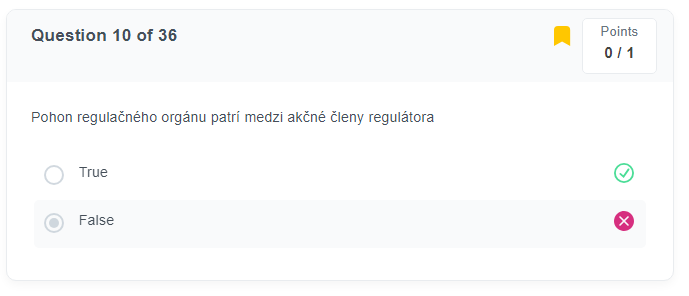 Question 10 of 36
Points
0 / 1
Pohon regulačného orgánu patrí medzi akčné členy regulátora
True
False